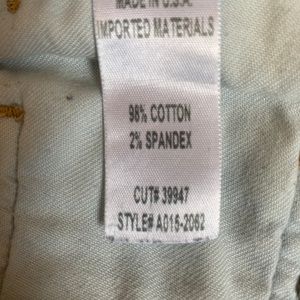 MADE IN U.S.A.
IMPORTED MATERIALS
98% COTTON
2% SPANDEX
CUT# 39947
STYLE# A016-2062